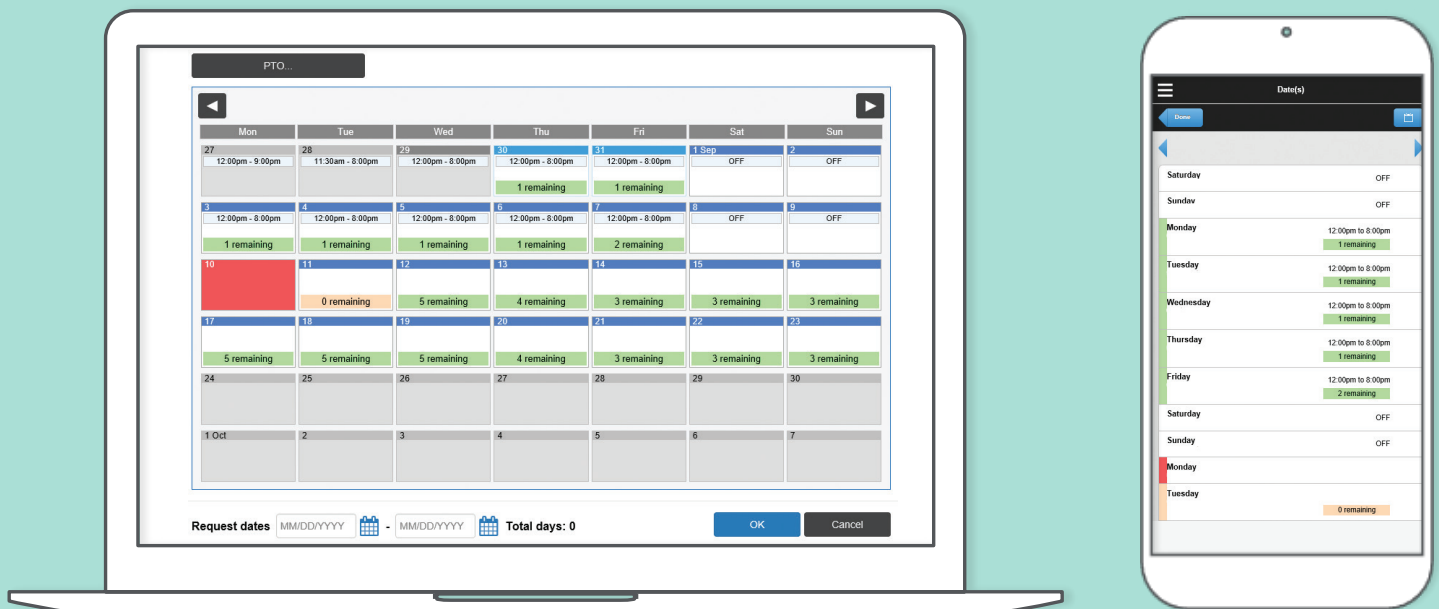 PTO...
Mon Tue Wed Thu Fri Sat Sun
27 28 29 30 31 1 Sep 2
12:00pm - 9:00pm 11:30am - 8:00pm 12:00pm - 8:00pm 12:00pm - 8:00pm 12:00pm - 8:00pm OFF OFF
1 remaining 1 remaining
3 4 5 6 7 8 9
12:00pm - 8:00pm 12:00pm - 8:00pm 12:00pm - 8:00pm 12:00pm - 8:00pm 12:00pm - 8:00pm OFF OFF
1 remaining 1 remaining 1 remaining 1 remaining 2 remaining
10 11 12 13 14 15 16
0 remaining 5 remaining 4 remaining 3 remaining 3 remaining 3 remaining
17 18 19 20 21 22 23
5 remaining 5 remaining 5 remaining 4 remaining 3 remaining 3 remaining 3 remaining
24 25 26 27 28 29 30
1 Oct 2 3 4 5 6 7
Request dates MM/DD/YYYY - MM/DD/YYYY Total days: 0 OK Cancel
Date(s)
Done
Saturday OFF
Sunday OFF
Monday 12:00pm to 8:00pm
1 remaining
Tuesday 12:00pm to 8:00pm
1 remaining
Wednesday 12:00pm to 8:00pm
1 remaining
Thursday 12:00pm to 8:00pm
1 remaining
Friday 12:00pm to 8:00pm
2 remaining
Saturday OFF
Sunday OFF
Monday
Tuesday
0 remaining